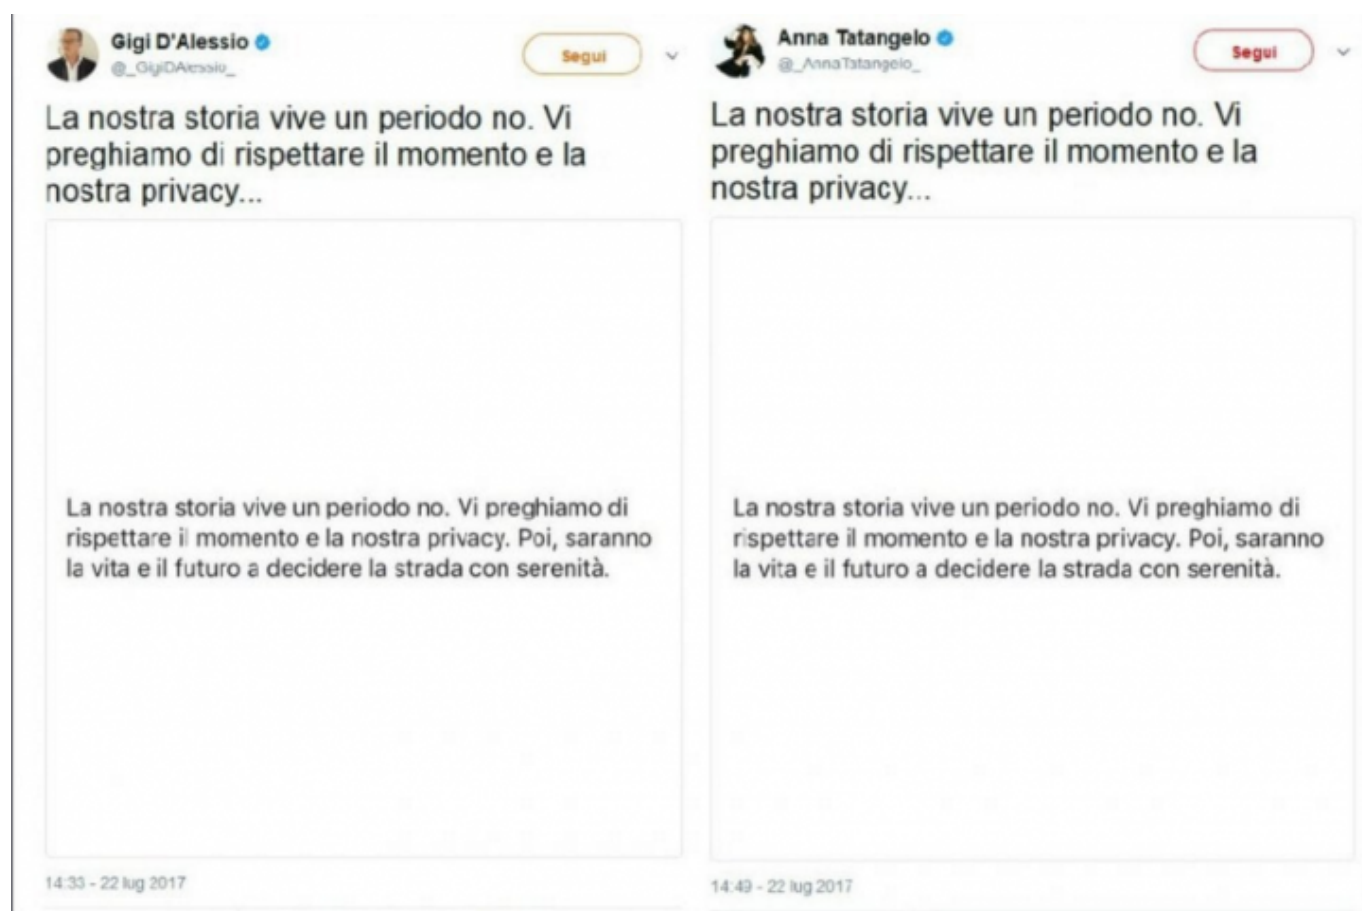 Gigi D'Alessio
@_GigiDAlessio_
Segui
La nostra storia vive un periodo no. Vi
preghiamo di rispettare il momento e la
nostra privacy...
La nostra storia vive un periodo no. Vi preghiamo di
rispettare il momento e la nostra privacy. Poi, saranno
la vita e il futuro a decidere la strada con serenità.
14:33 - 22 lug 2017
Anna Tatangelo
@_AnnaTatangelo_
Segui
La nostra storia vive un periodo no. Vi
preghiamo di rispettare il momento e la
nostra privacy...
La nostra storia vive un periodo no. Vi preghiamo di
rispettare il momento e la nostra privacy. Poi, saranno
la vita e il futuro a decidere la strada con serenità.
14:49 - 22 lug 2017